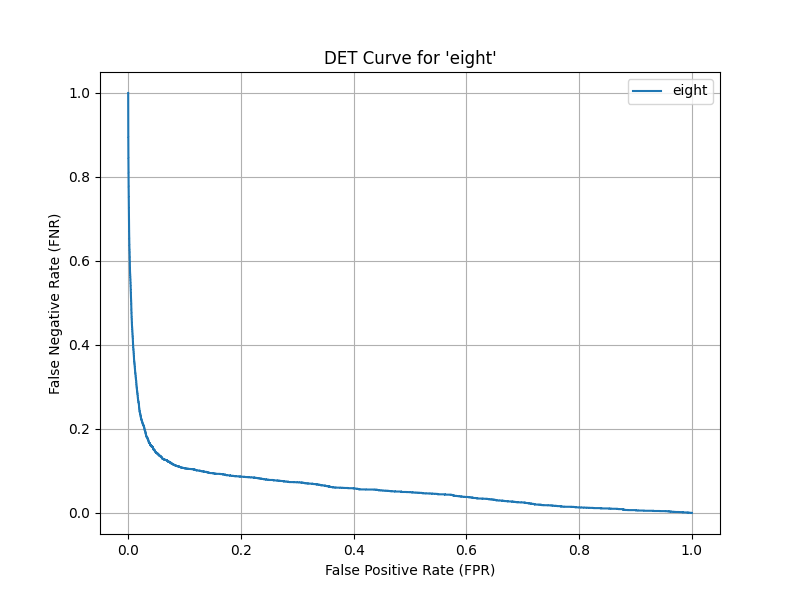 DET Curve for 'eight'
eight
1.0
0.8
0.6
0.4
0.2
0.0
False Negative Rate (FNR)
0.0 0.2 0.4 0.6 0.8 1.0
False Positive Rate (FPR)